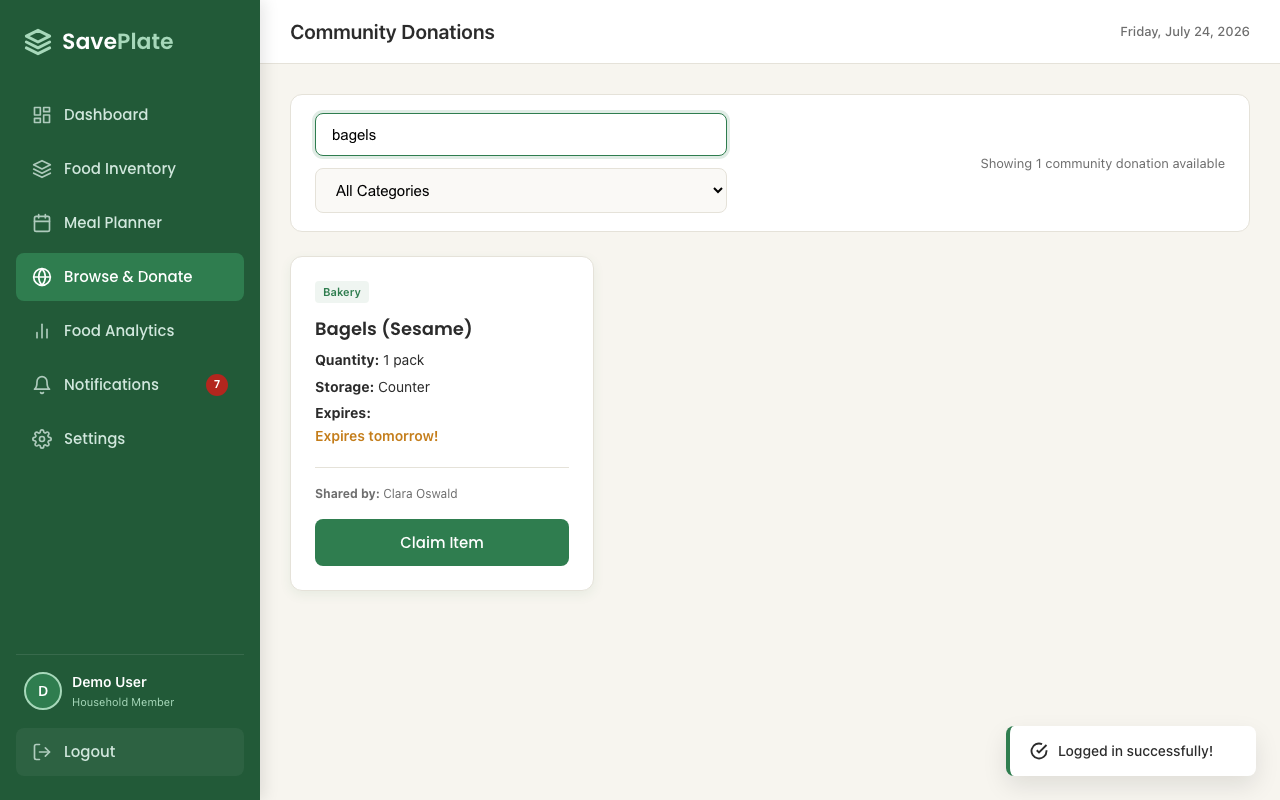 SavePlate
Dashboard
Food Inventory
Meal Planner
Browse & Donate
Food Analytics
Notifications
7
Settings
D
Demo User
Household Member
Logout
Community Donations
Friday, July 24, 2026
bagels
All Categories
Showing 1 community donation available
Bakery
Bagels (Sesame)
Quantity: 1 pack
Storage: Counter
Expires:
Expires tomorrow!
Shared by: Clara Oswald
Claim Item
Logged in successfully!